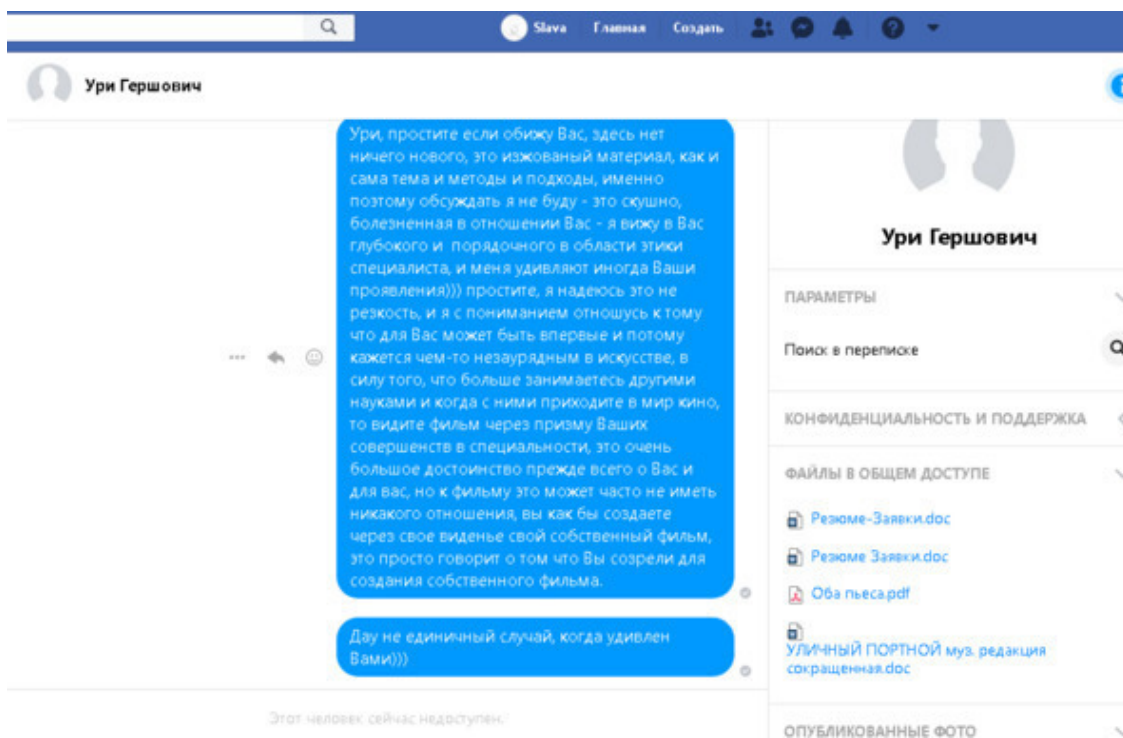 Slava Главная Создать
Ури Гершович
Ури, простите если обижу Вас, здесь нет
ничего нового, это изжованый материал, как и
сама тема и методы и подходы, именно
поэтому обсуждать я не буду - это скушно,
болезненная в отношении Вас - я вижу в Вас
глубокого и порядочного в области этики
специалиста, и меня удивляют иногда Ваши
проявления))) простите, я надеюсь это не
резкость, и я с пониманием отношусь к тому
что для Вас может быть впервые и потому
кажется чем-то незаурядным в искусстве, в
силу того, что больше занимаетесь другими
науками и когда с ними приходите в мир кино,
то видите фильм через призму Ваших
совершенств в специальности, это очень
большое достоинство прежде всего о Вас и
для вас, но к фильму это может часто не иметь
никакого отношения, вы как бы создаете
через свое виденье свой собственный фильм,
это просто говорит о том что Вы созрели для
создания собственного фильма.
Дау не единичный случай, когда удивлен
Вами)))
Этот человек сейчас недоступен.
Ури Гершович
ПАРАМЕТРЫ
Поиск в переписке
КОНФИДЕНЦИАЛЬНОСТЬ И ПОДДЕРЖКА
ФАЙЛЫ В ОБЩЕМ ДОСТУПЕ
Резюме-Заявки.doc
Резюме Заявки.doc
Оба пьеса.pdf
УЛИЧНЫЙ ПОРТНОЙ муз. редакция
сокращенная.doc
ОПУБЛИКОВАННЫЕ ФОТО